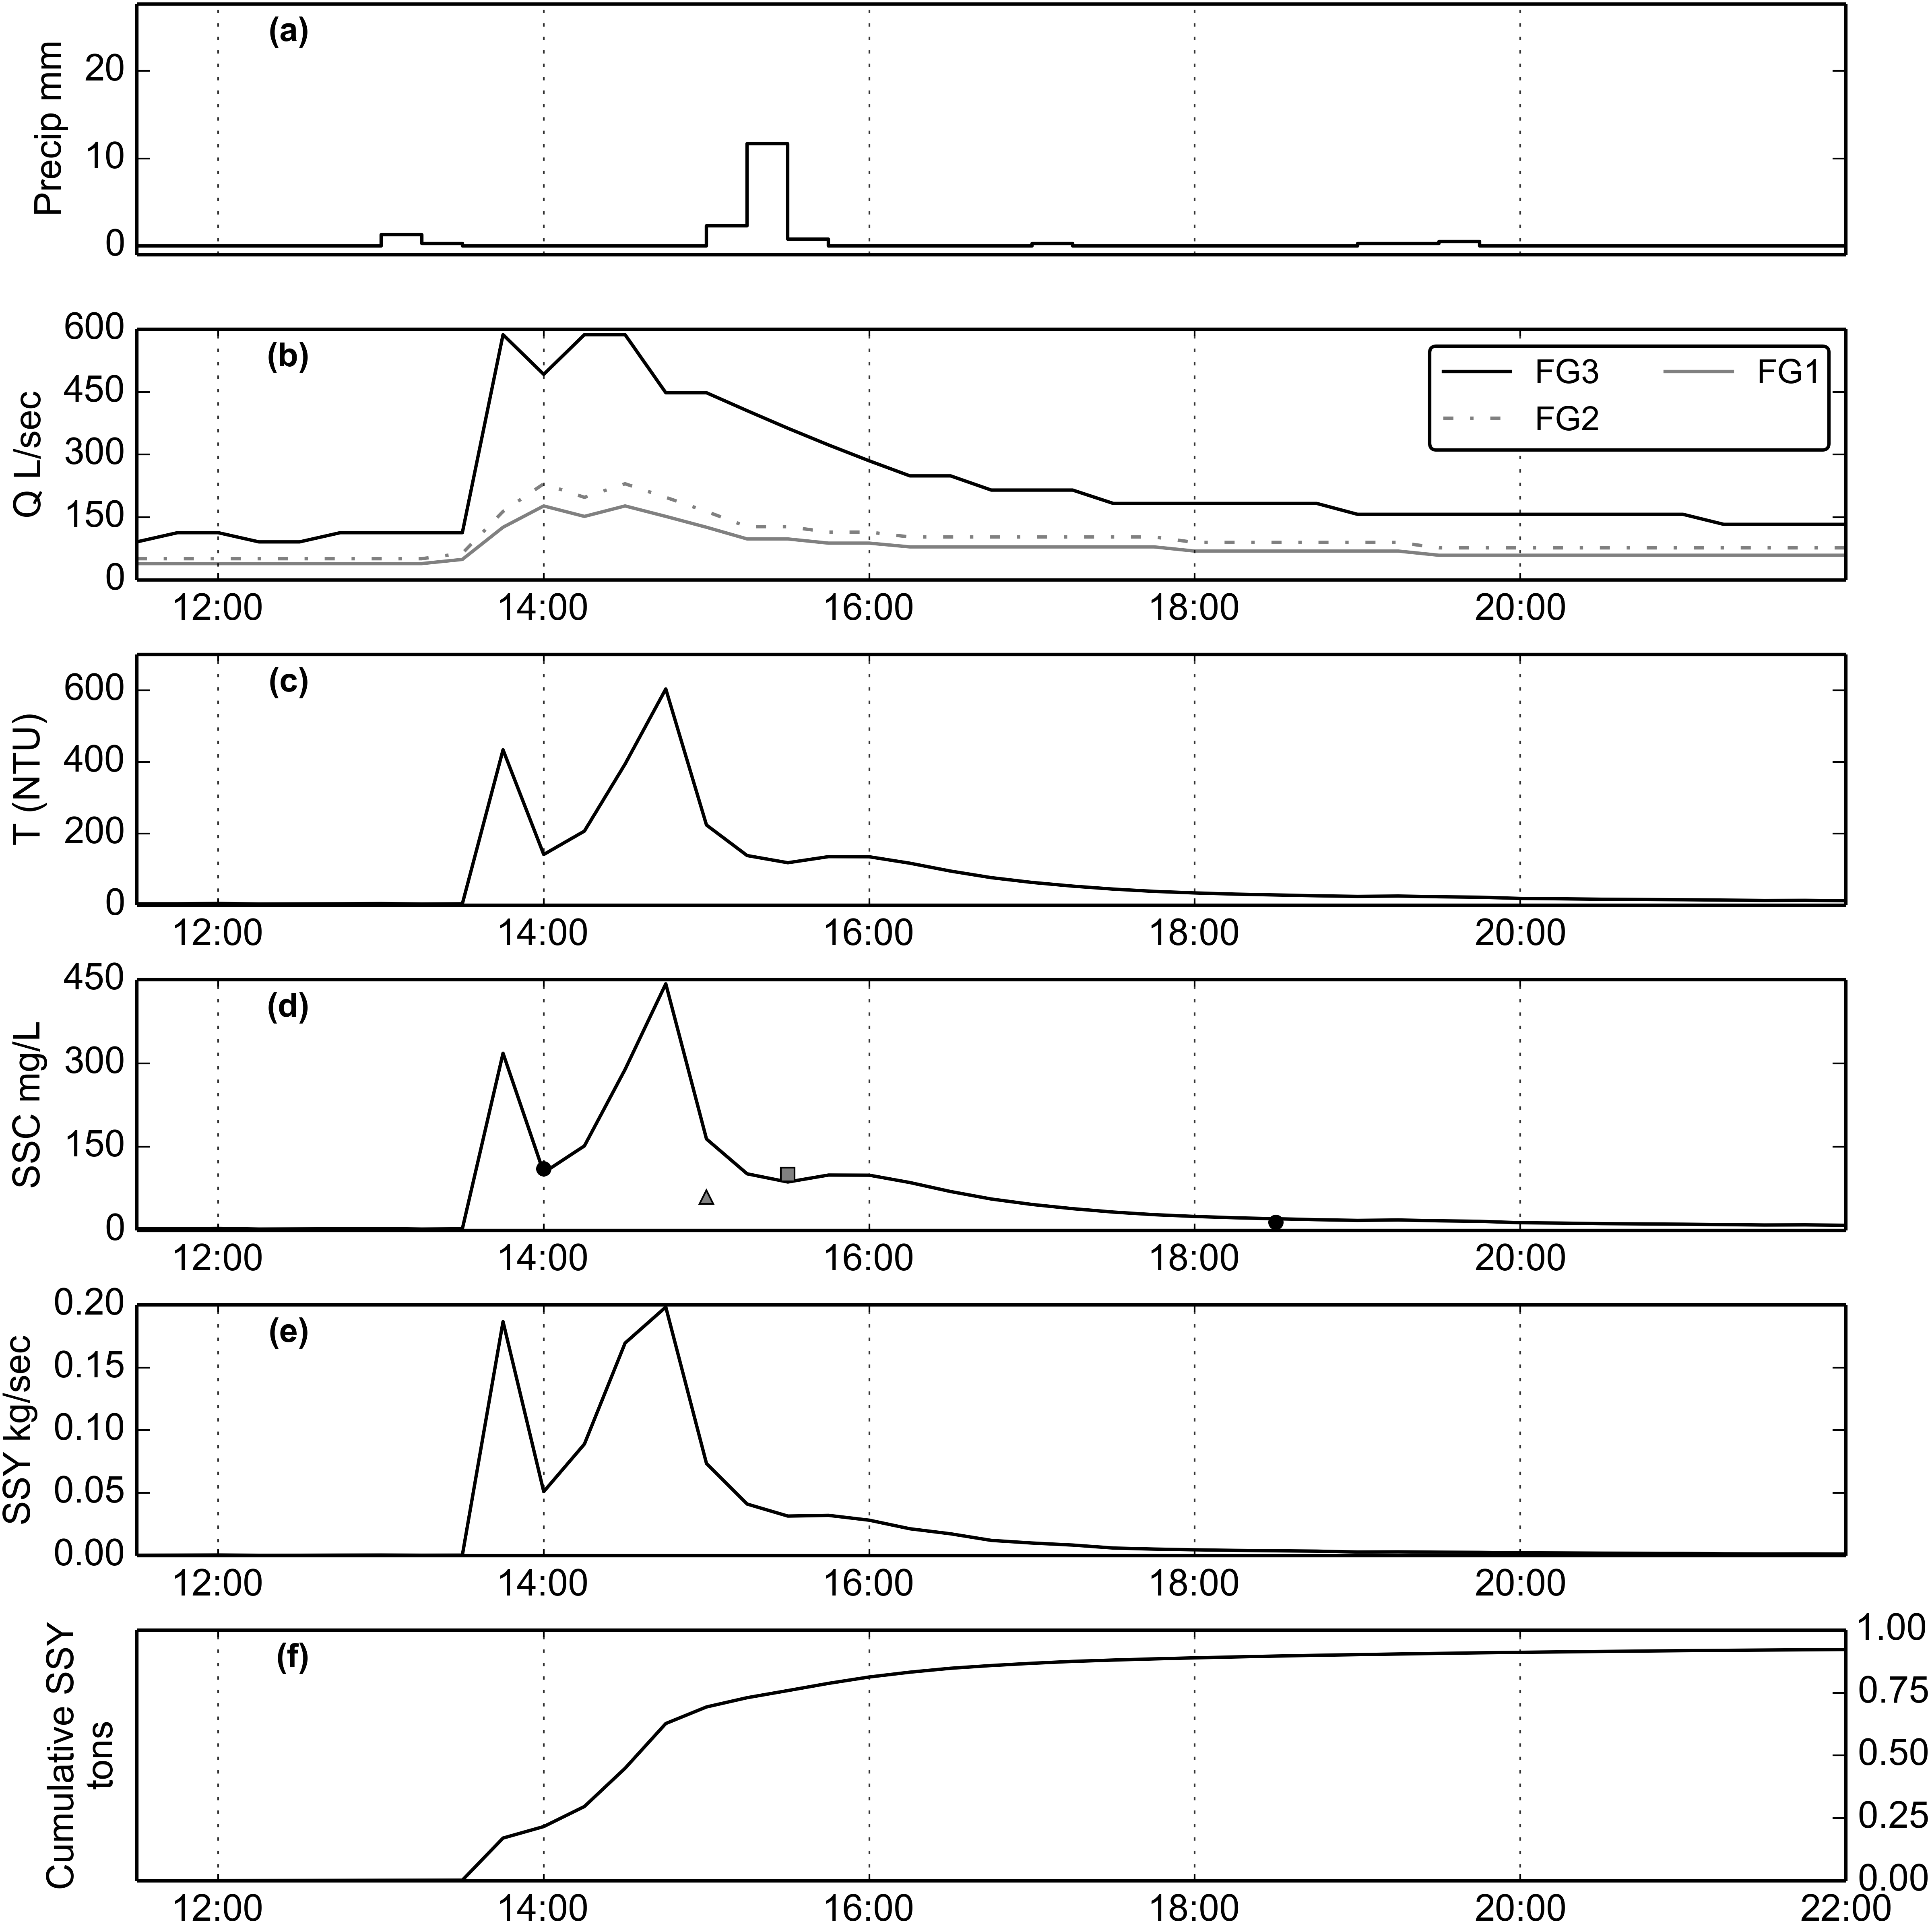 (a)
Precip mm
20
10
0
(b)
Q L/sec
600
450
300
150
0
FG3
FG1
FG2
12:00 14:00 16:00 18:00 20:00
(c)
T (NTU)
600
400
200
0
12:00 14:00 16:00 18:00 20:00
(d)
SSC mg/L
450
300
150
0
12:00 14:00 16:00 18:00 20:00
(e)
SSY kg/sec
0.20
0.15
0.10
0.05
0.00
12:00 14:00 16:00 18:00 20:00
(f)
Cumulative SSY
tons
1.00
0.75
0.50
0.25
0.00
12:00 14:00 16:00 18:00 20:00 22:00